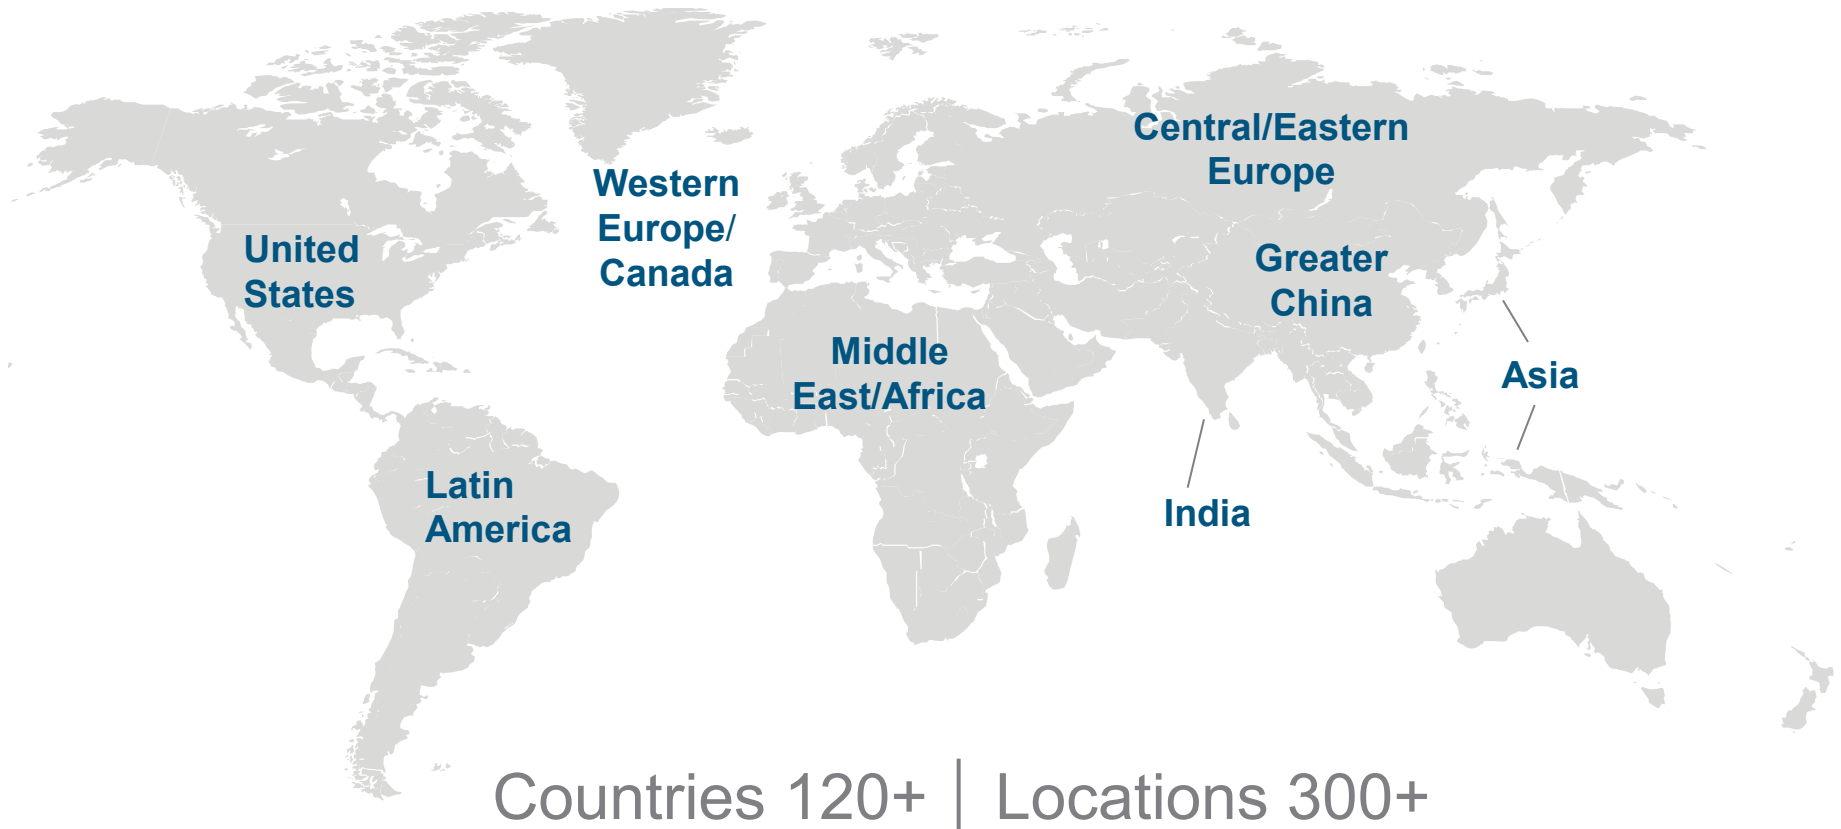 Central/Eastern
Europe
Western
Europe/
Canada
United
States
Greater
China
Middle
East/Africa
Asia
Latin
America
India
Countries 120+ | Locations 300+